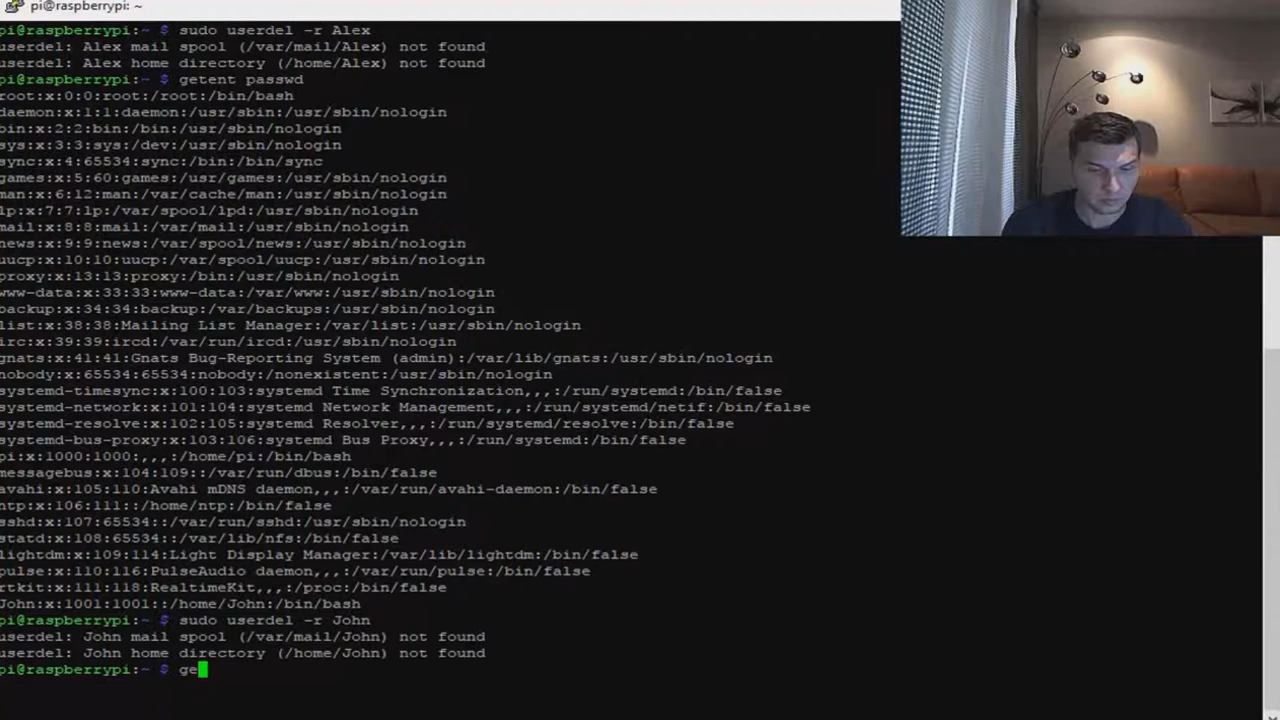 pi@raspberrypi: ~
pi@raspberrypi:~ $ sudo userdel -r Alex
userdel: Alex mail spool (/var/mail/Alex) not found
userdel: Alex home directory (/home/Alex) not found
pi@raspberrypi:~ $ getent passwd
root:x:0:0:root:/root:/bin/bash
daemon:x:1:1:daemon:/usr/sbin:/usr/sbin/nologin
bin:x:2:2:bin:/bin:/usr/sbin/nologin
sys:x:3:3:sys:/dev:/usr/sbin/nologin
sync:x:4:65534:sync:/bin:/bin/sync
games:x:5:60:games:/usr/games:/usr/sbin/nologin
man:x:6:12:man:/var/cache/man:/usr/sbin/nologin
lp:x:7:7:lp:/var/spool/lpd:/usr/sbin/nologin
mail:x:8:8:mail:/var/mail:/usr/sbin/nologin
news:x:9:9:news:/var/spool/news:/usr/sbin/nologin
uucp:x:10:10:uucp:/var/spool/uucp:/usr/sbin/nologin
proxy:x:13:13:proxy:/bin:/usr/sbin/nologin
www-data:x:33:33:www-data:/var/www:/usr/sbin/nologin
backup:x:34:34:backup:/var/backups:/usr/sbin/nologin
list:x:38:38:Mailing List Manager:/var/list:/usr/sbin/nologin
irc:x:39:39:ircd:/var/run/ircd:/usr/sbin/nologin
gnats:x:41:41:Gnats Bug-Reporting System (admin):/var/lib/gnats:/usr/sbin/nologin
nobody:x:65534:65534:nobody:/nonexistent:/usr/sbin/nologin
systemd-timesync:x:100:103:systemd Time Synchronization,,,:/run/systemd:/bin/false
systemd-network:x:101:104:systemd Network Management,,,:/run/systemd/netif:/bin/false
systemd-resolve:x:102:105:systemd Resolver,,,:/run/systemd/resolve:/bin/false
systemd-bus-proxy:x:103:106:systemd Bus Proxy,,,:/run/systemd:/bin/false
pi:x:1000:1000:,,,:/home/pi:/bin/bash
messagebus:x:104:109::/var/run/dbus:/bin/false
avahi:x:105:110:Avahi mDNS daemon,,,:/var/run/avahi-daemon:/bin/false
ntp:x:106:111::/home/ntp:/bin/false
sshd:x:107:65534::/var/run/sshd:/usr/sbin/nologin
statd:x:108:65534::/var/lib/nfs:/bin/false
lightdm:x:109:114:Light Display Manager:/var/lib/lightdm:/bin/false
pulse:x:110:116:PulseAudio daemon,,,:/var/run/pulse:/bin/false
rtkit:x:111:118:RealtimeKit,,,:/proc:/bin/false
John:x:1001:1001::/home/John:/bin/bash
pi@raspberrypi:~ $ sudo userdel -r John
userdel: John mail spool (/var/mail/John) not found
userdel: John home directory (/home/John) not found
pi@raspberrypi:~ $ ge